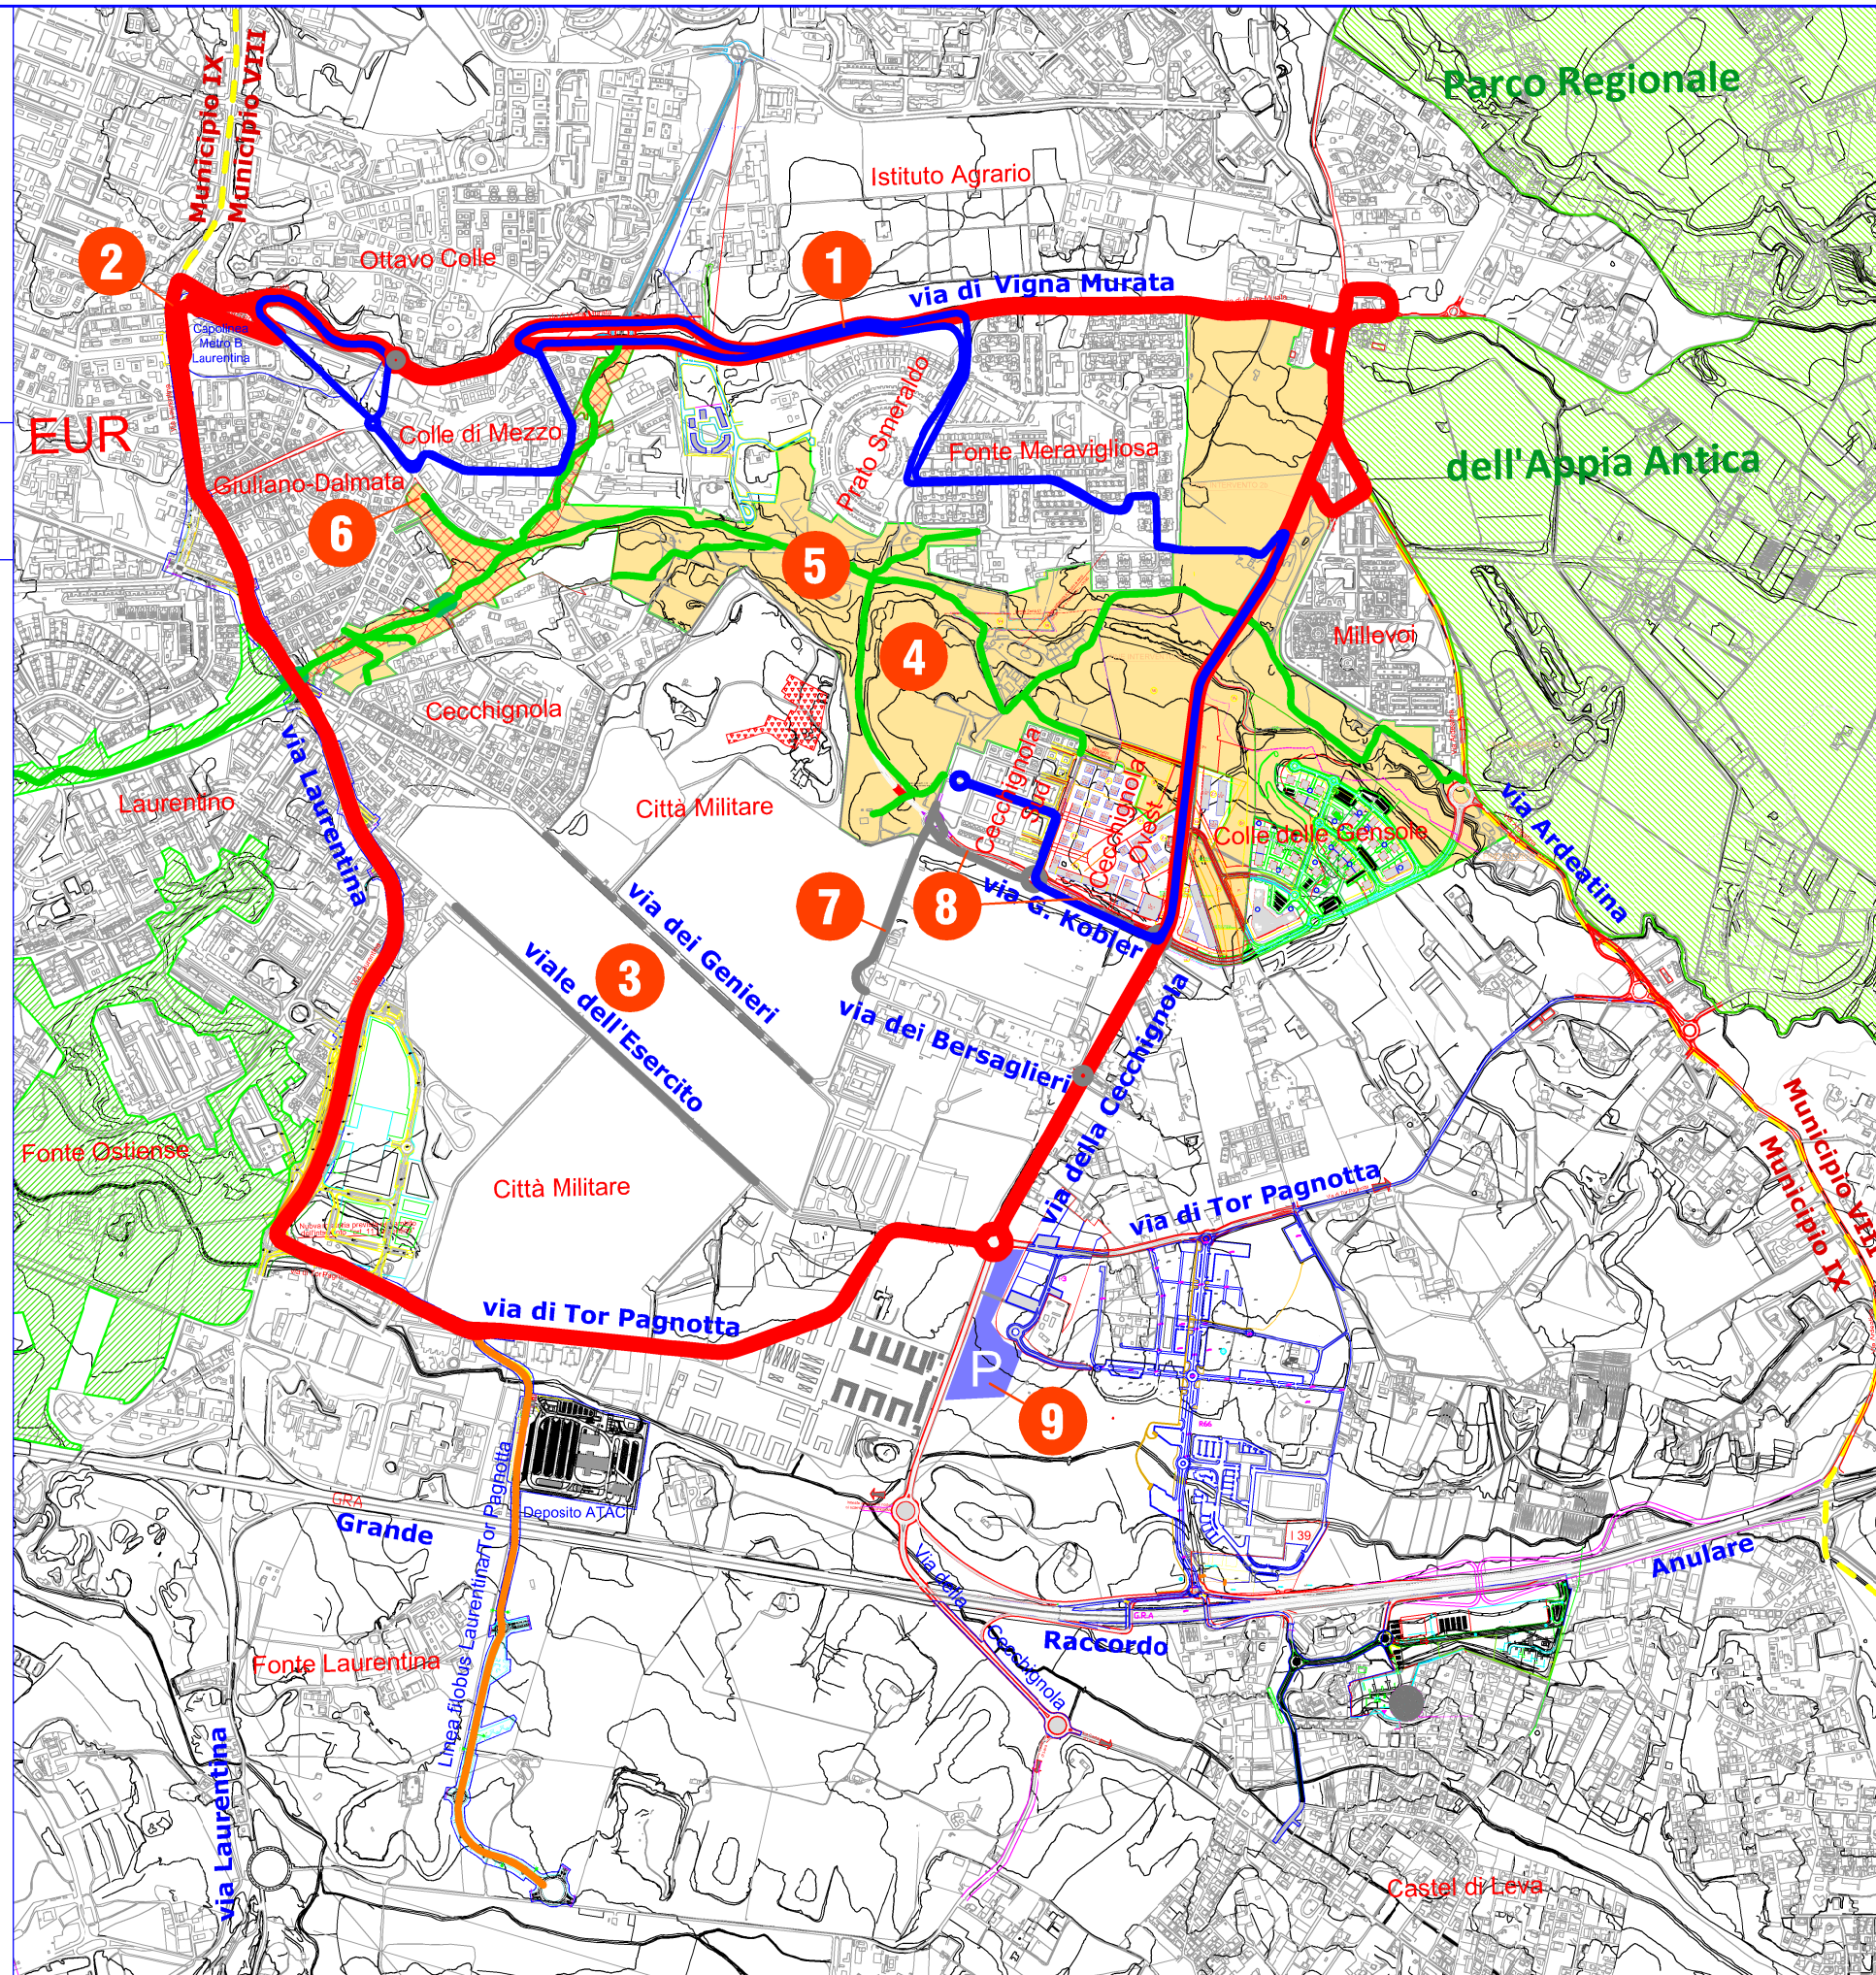 Municipio IX
Municipio VIII
Parco Regionale
Istituto Agrario
2
Ottavo Colle
1
via di Vigna Murata
Capolinea
Metro B
Laurentina
EUR
Colle di Mezzo
Prato Smeraldo
Fonte Meravigliosa
dell'Appia Antica
Giuliano-Dalmata
6
5
4
Millevoi
Cecchignola
via Laurentina
Laurentino
Città Militare
Cecchignola
Sud
Cecchignola
Ovest
Colle delle Gensole
via Ardeatina
via dei Genieri
7
8
via G. Kobler
viale dell'Esercito
3
via dei Bersaglieri
via della Cecchignola
Fonte Ostiense
Città Militare
via di Tor Pagnotta
Municipio VIII
Municipio IX
via di Tor Pagnotta
P
9
R66
Linea filobus Laurentina/Tor Pagnotta
Deposito ATAC
GRA
Grande
I 39
Anulare
Via della
Cecchignola
G.R.A
Raccordo
Fonte Laurentina
via Laurentina
Castel di Leva